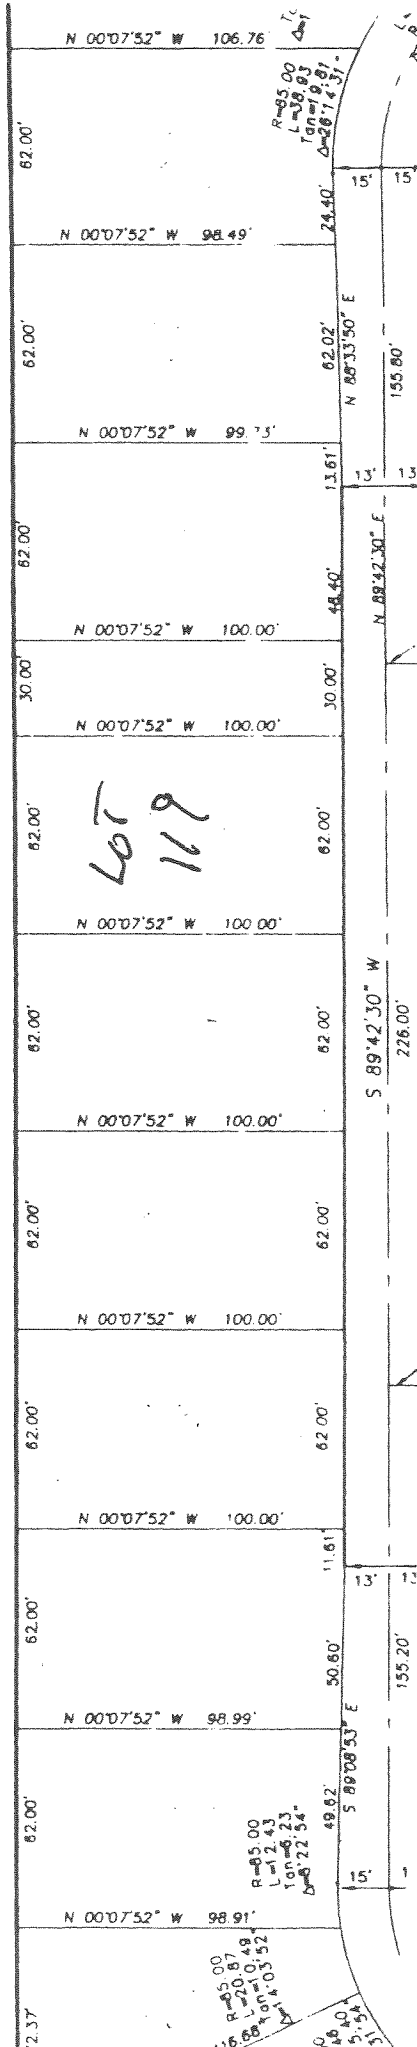 N 00°07'52" W 106.76
R=85.00
L=38.93
Tan=19.81
Δ=26°14'31"
62.00'
15' 15'
24.40'
N 00°07'52" W 98.49'
62.00'
62.02'
N 88°33'50" E
155.80'
N 00°07'52" W 99.73'
13.61'
13' 13
62.00'
48.40'
N 89°42'30" E
N 00°07'52" W 100.00'
30.00'
30.00'
N 00°07'52" W 100.00'
LOT
119
62.00'
62.00'
N 00°07'52" W 100.00'
62.00'
62.00'
S 89°42'30" W
226.00'
N 00°07'52" W 100.00'
62.00'
62.00'
N 00°07'52" W 100.00'
62.00'
62.00'
N 00°07'52" W 100.00'
11.61'
13' 13
62.00'
50.60'
155.20'
N 00°07'52" W 98.99'
S 89°08'53" E
62.00'
49.62'
R=85.00
L=12.43
Tan=6.23
Δ=8°22'54"
15' 1
N 00°07'52" W 98.91'
R=85.00
L=20.87
Tan=10.49
Δ=14°03'52"
2.37'